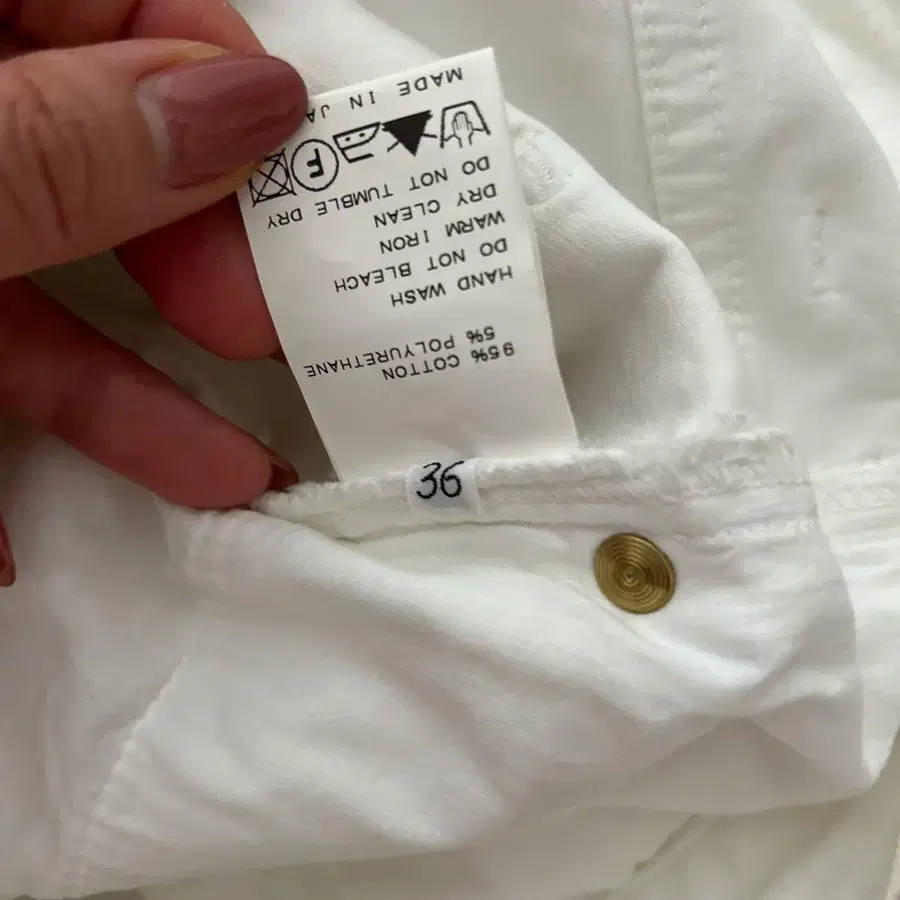 95% COTTON
5% POLYURETHANE
HAND WASH
DO NOT BLEACH
WARM IRON
DRY CLEAN
DO NOT TUMBLE DRY
F
MADE IN JA
36